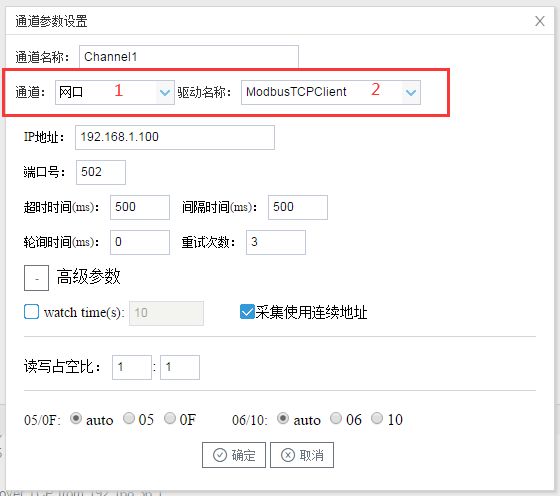 通道参数设置
通道名称： Channel1
通道： 网口 1 驱动名称： ModbusTCPClient 2
IP地址： 192.168.1.100
端口号： 502
超时时间(ms)： 500 间隔时间(ms)： 500
轮询时间(ms)： 0 重试次数： 3
- 高级参数
watch time(s): 10 采集使用连续地址
读写占空比： 1 : 1
05/0F: auto 05 0F 06/10: auto 06 10
确定 取消